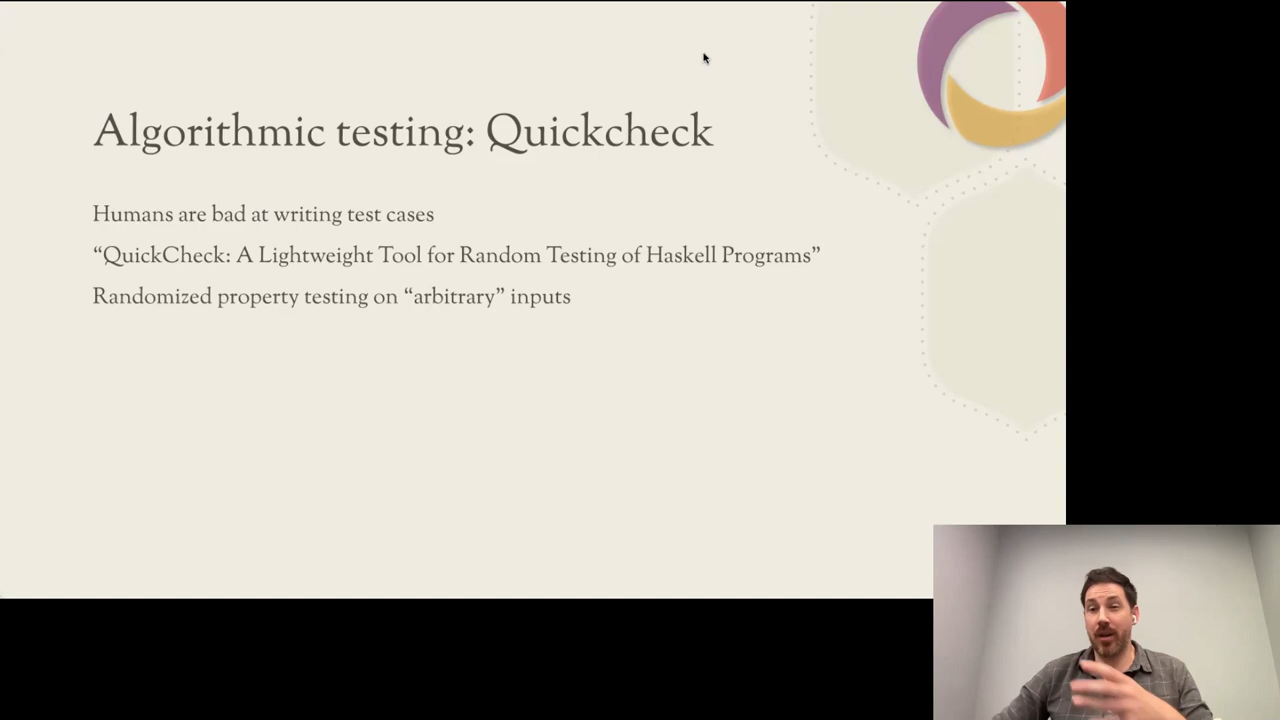 Algorithmic testing: Quickcheck
Humans are bad at writing test cases
“QuickCheck: A Lightweight Tool for Random Testing of Haskell Programs”
Randomized property testing on “arbitrary” inputs